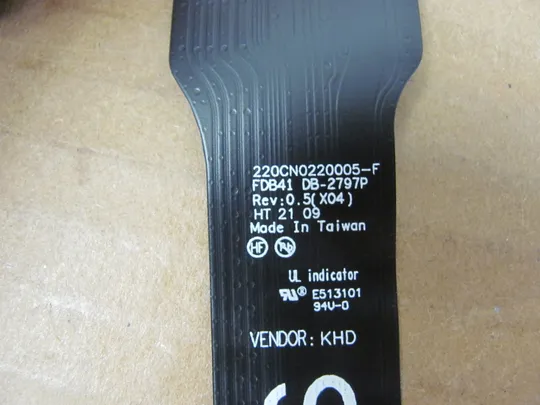 220CN0220005-F
FDB41 DB-2797P
Rev:0.5(X04)
HT 21 09
Made In Taiwan
HF Pb
UL indicator
® E513101
94V-0
VENDOR: KHD